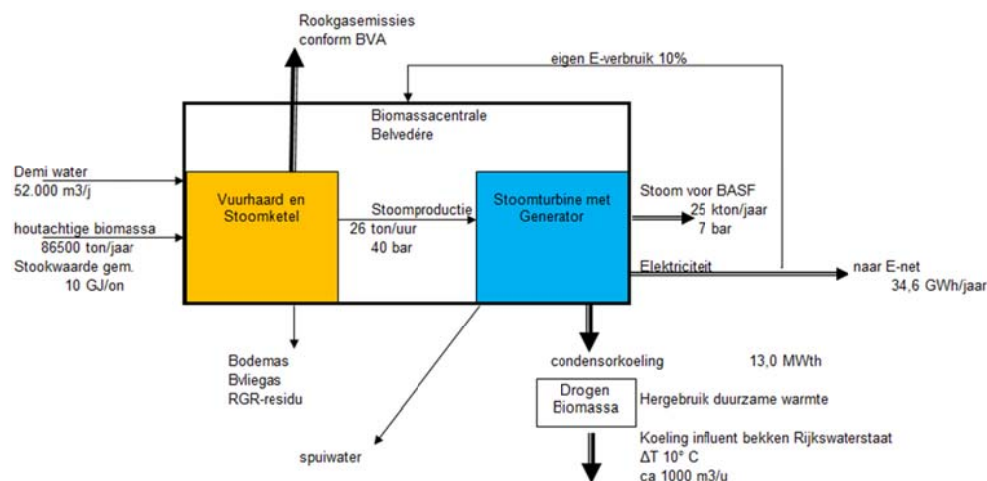 Rookgasemissies
conform BVA
eigen E-verbruik 10%
Biomassacentrale
Belvedére
Demi water
52.000 m3/j
houtachtige biomassa
86500 ton/jaar
Stookwaarde gem.
10 GJ/on
Vuurhaard en
Stoomketel
Stoomproductie
26 ton/uur
40 bar
Stoomturbine met
Generator
Stoom voor BASF
25 kton/jaar
7 bar
Elektriciteit
naar E-net
34,6 GWh/jaar
Bodemas
Bvliegas
RGR-residu
spuiwater
condensorkoeling 13,0 MWth
Drogen
Biomassa
Hergebruik duurzame warmte
Koeling influent bekken Rijkswaterstaat
ΔT 10° C
ca 1000 m3/u